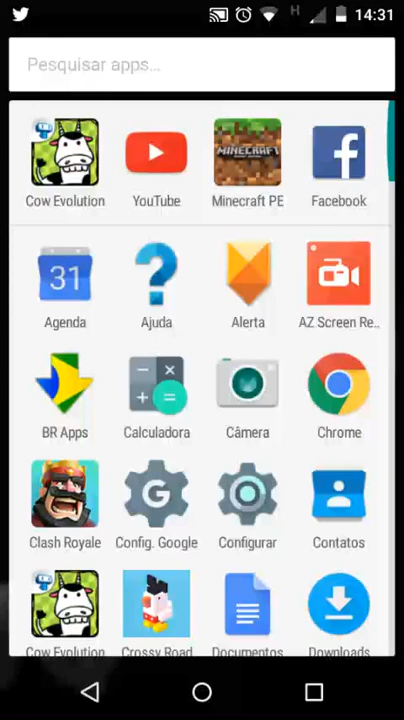 H 14:31
Pesquisar apps...
Cow Evolution YouTube Minecraft PE Facebook
MINECRAFT
31
Agenda Ajuda Alerta AZ Screen Re..
BR Apps Calculadora Câmera Chrome
G
Clash Royale Config. Google Configurar Contatos
Cow Evolution Crossy Road Documentos Downloads